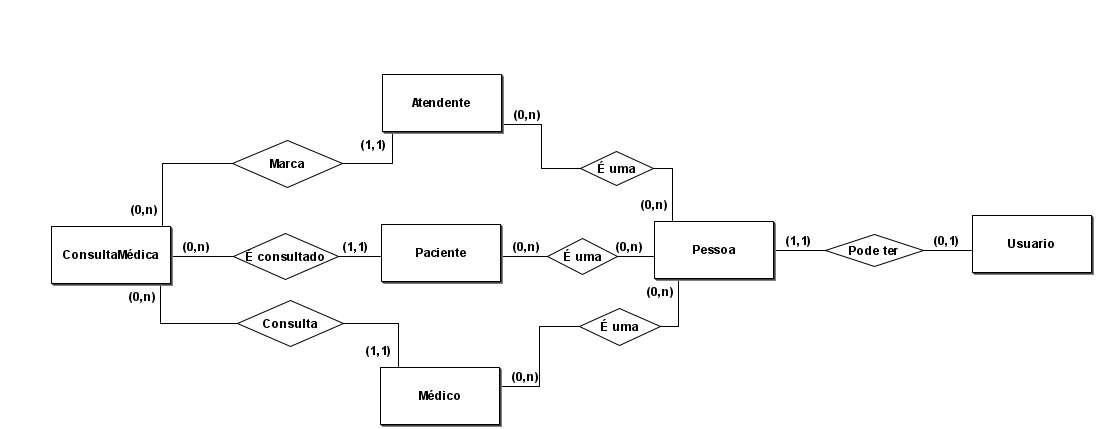 Atendente
(0,n)
(1,1)
Marca
É uma
(0,n)
(0,n)
ConsultaMédica
(0,n)
É consultado
(1,1)
Paciente
(0,n)
É uma
(0,n)
Pessoa
(1,1)
Pode ter
(0,1)
Usuario
(0,n)
(0,n)
Consulta
É uma
(1,1)
(0,n)
Médico